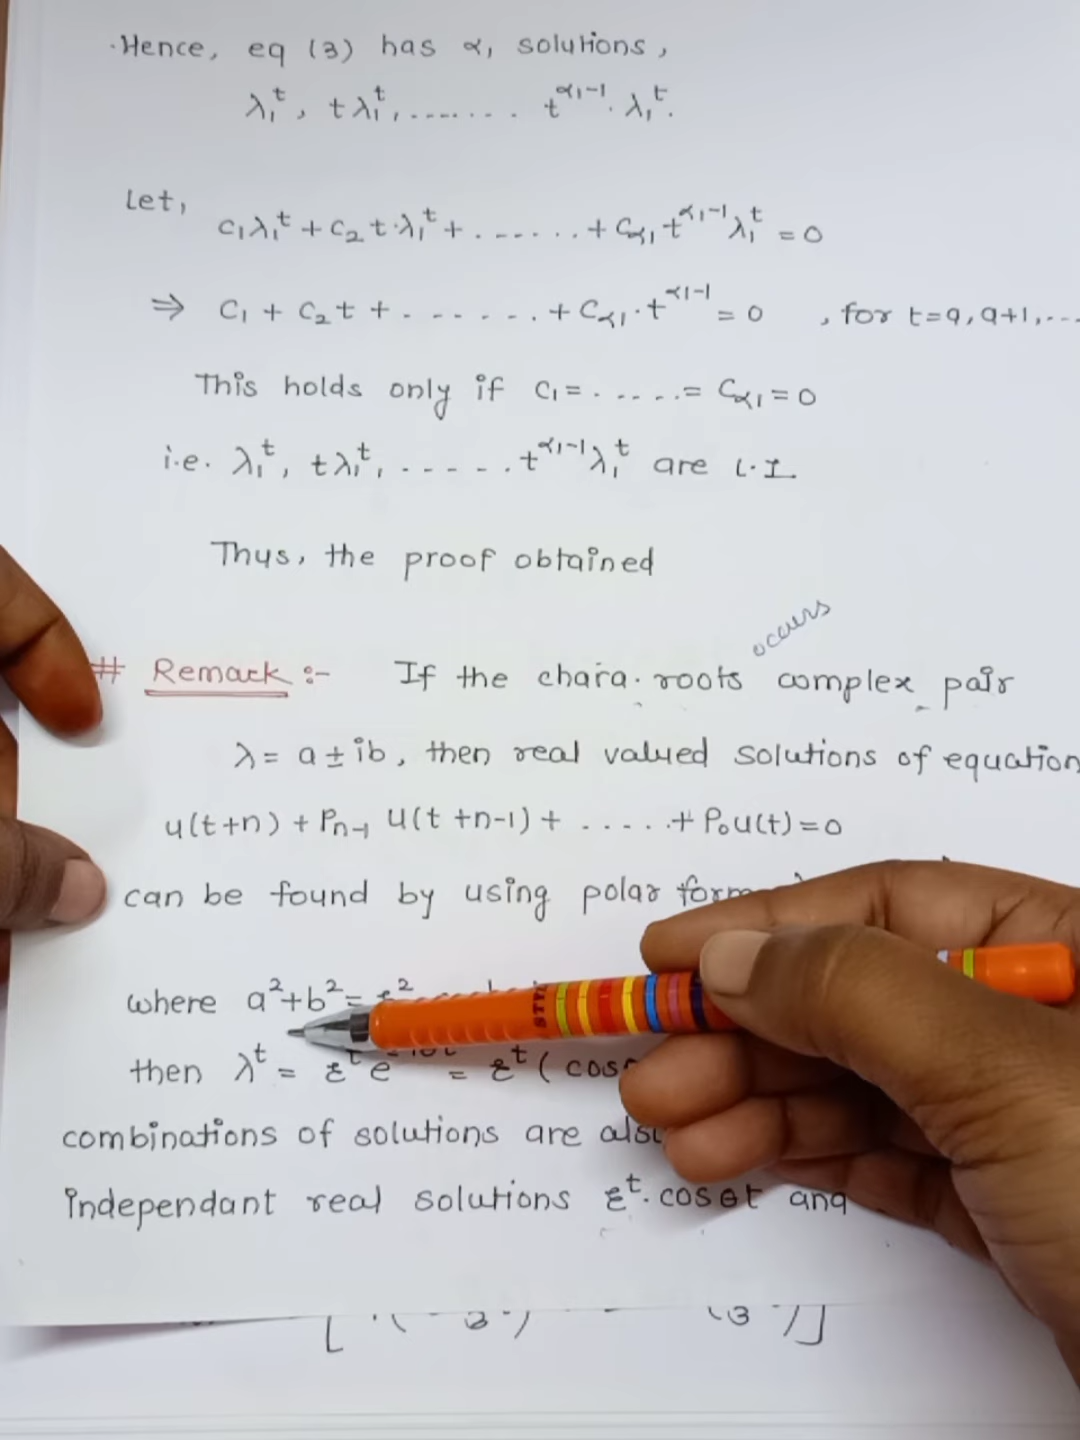 Hence, eq (3) has α₁ solutions,
λ₁ᵗ, tλ₁ᵗ, ....... t^(α₁-1)·λ₁ᵗ.
Let,
c₁λ₁ᵗ + c₂t·λ₁ᵗ + ....... + c_α₁ t^(α₁-1) λ₁ᵗ = 0
⇒ c₁ + c₂t + ....... + c_α₁·t^(α₁-1) = 0 , for t=a, a+1,...
This holds only if c₁ = ..... = c_α₁ = 0
i.e. λ₁ᵗ, tλ₁ᵗ, ...... t^(α₁-1) λ₁ᵗ are L.I
Thus, the proof obtained
occurs
# Remark :- If the chara. roots complex pair
λ = a ± ib, then real valued solutions of equation
u(t+n) + Pₙ₋₁ u(t+n-1) + ..... + P₀u(t) = 0
can be found by using polar form
where a²+b² = r²
then λᵗ = rᵗ e = rᵗ ( cos
combinations of solutions are also
independant real solutions rᵗ. cosθt and
STYL